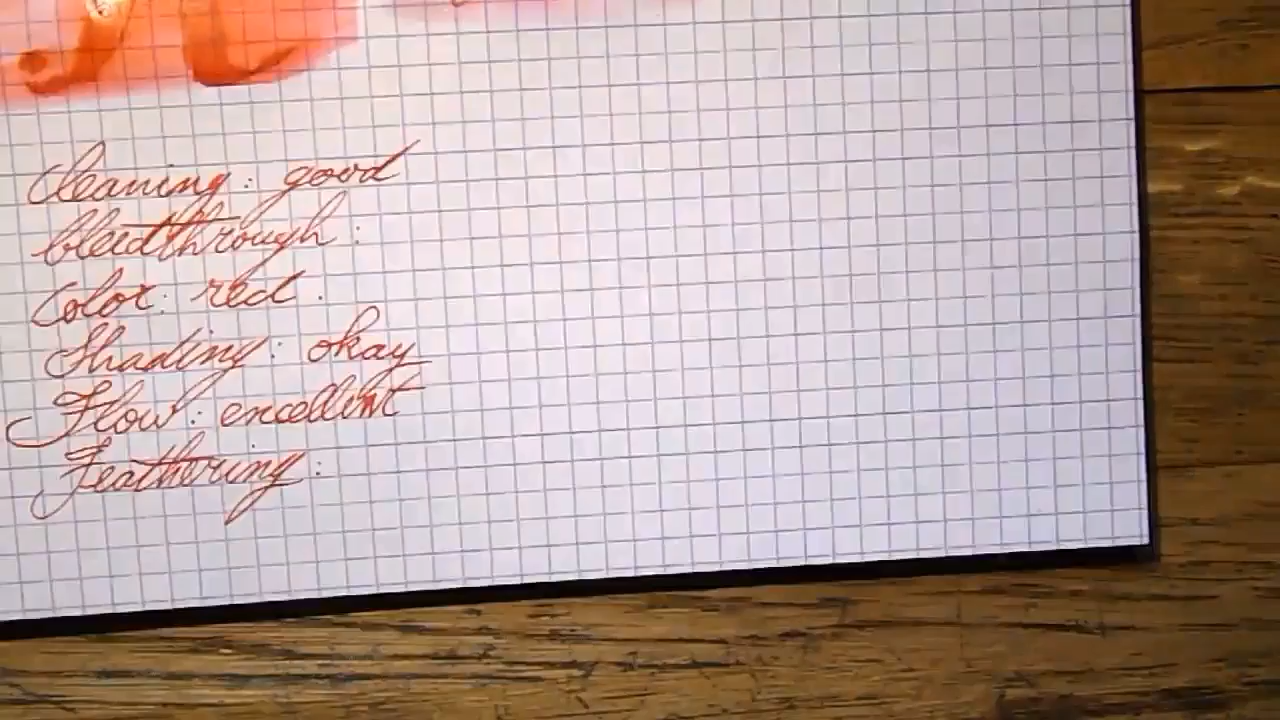 Cleaning: good
bleedthrough:
Color: red.
Shading: okay
Flow: excellent
Feathering: